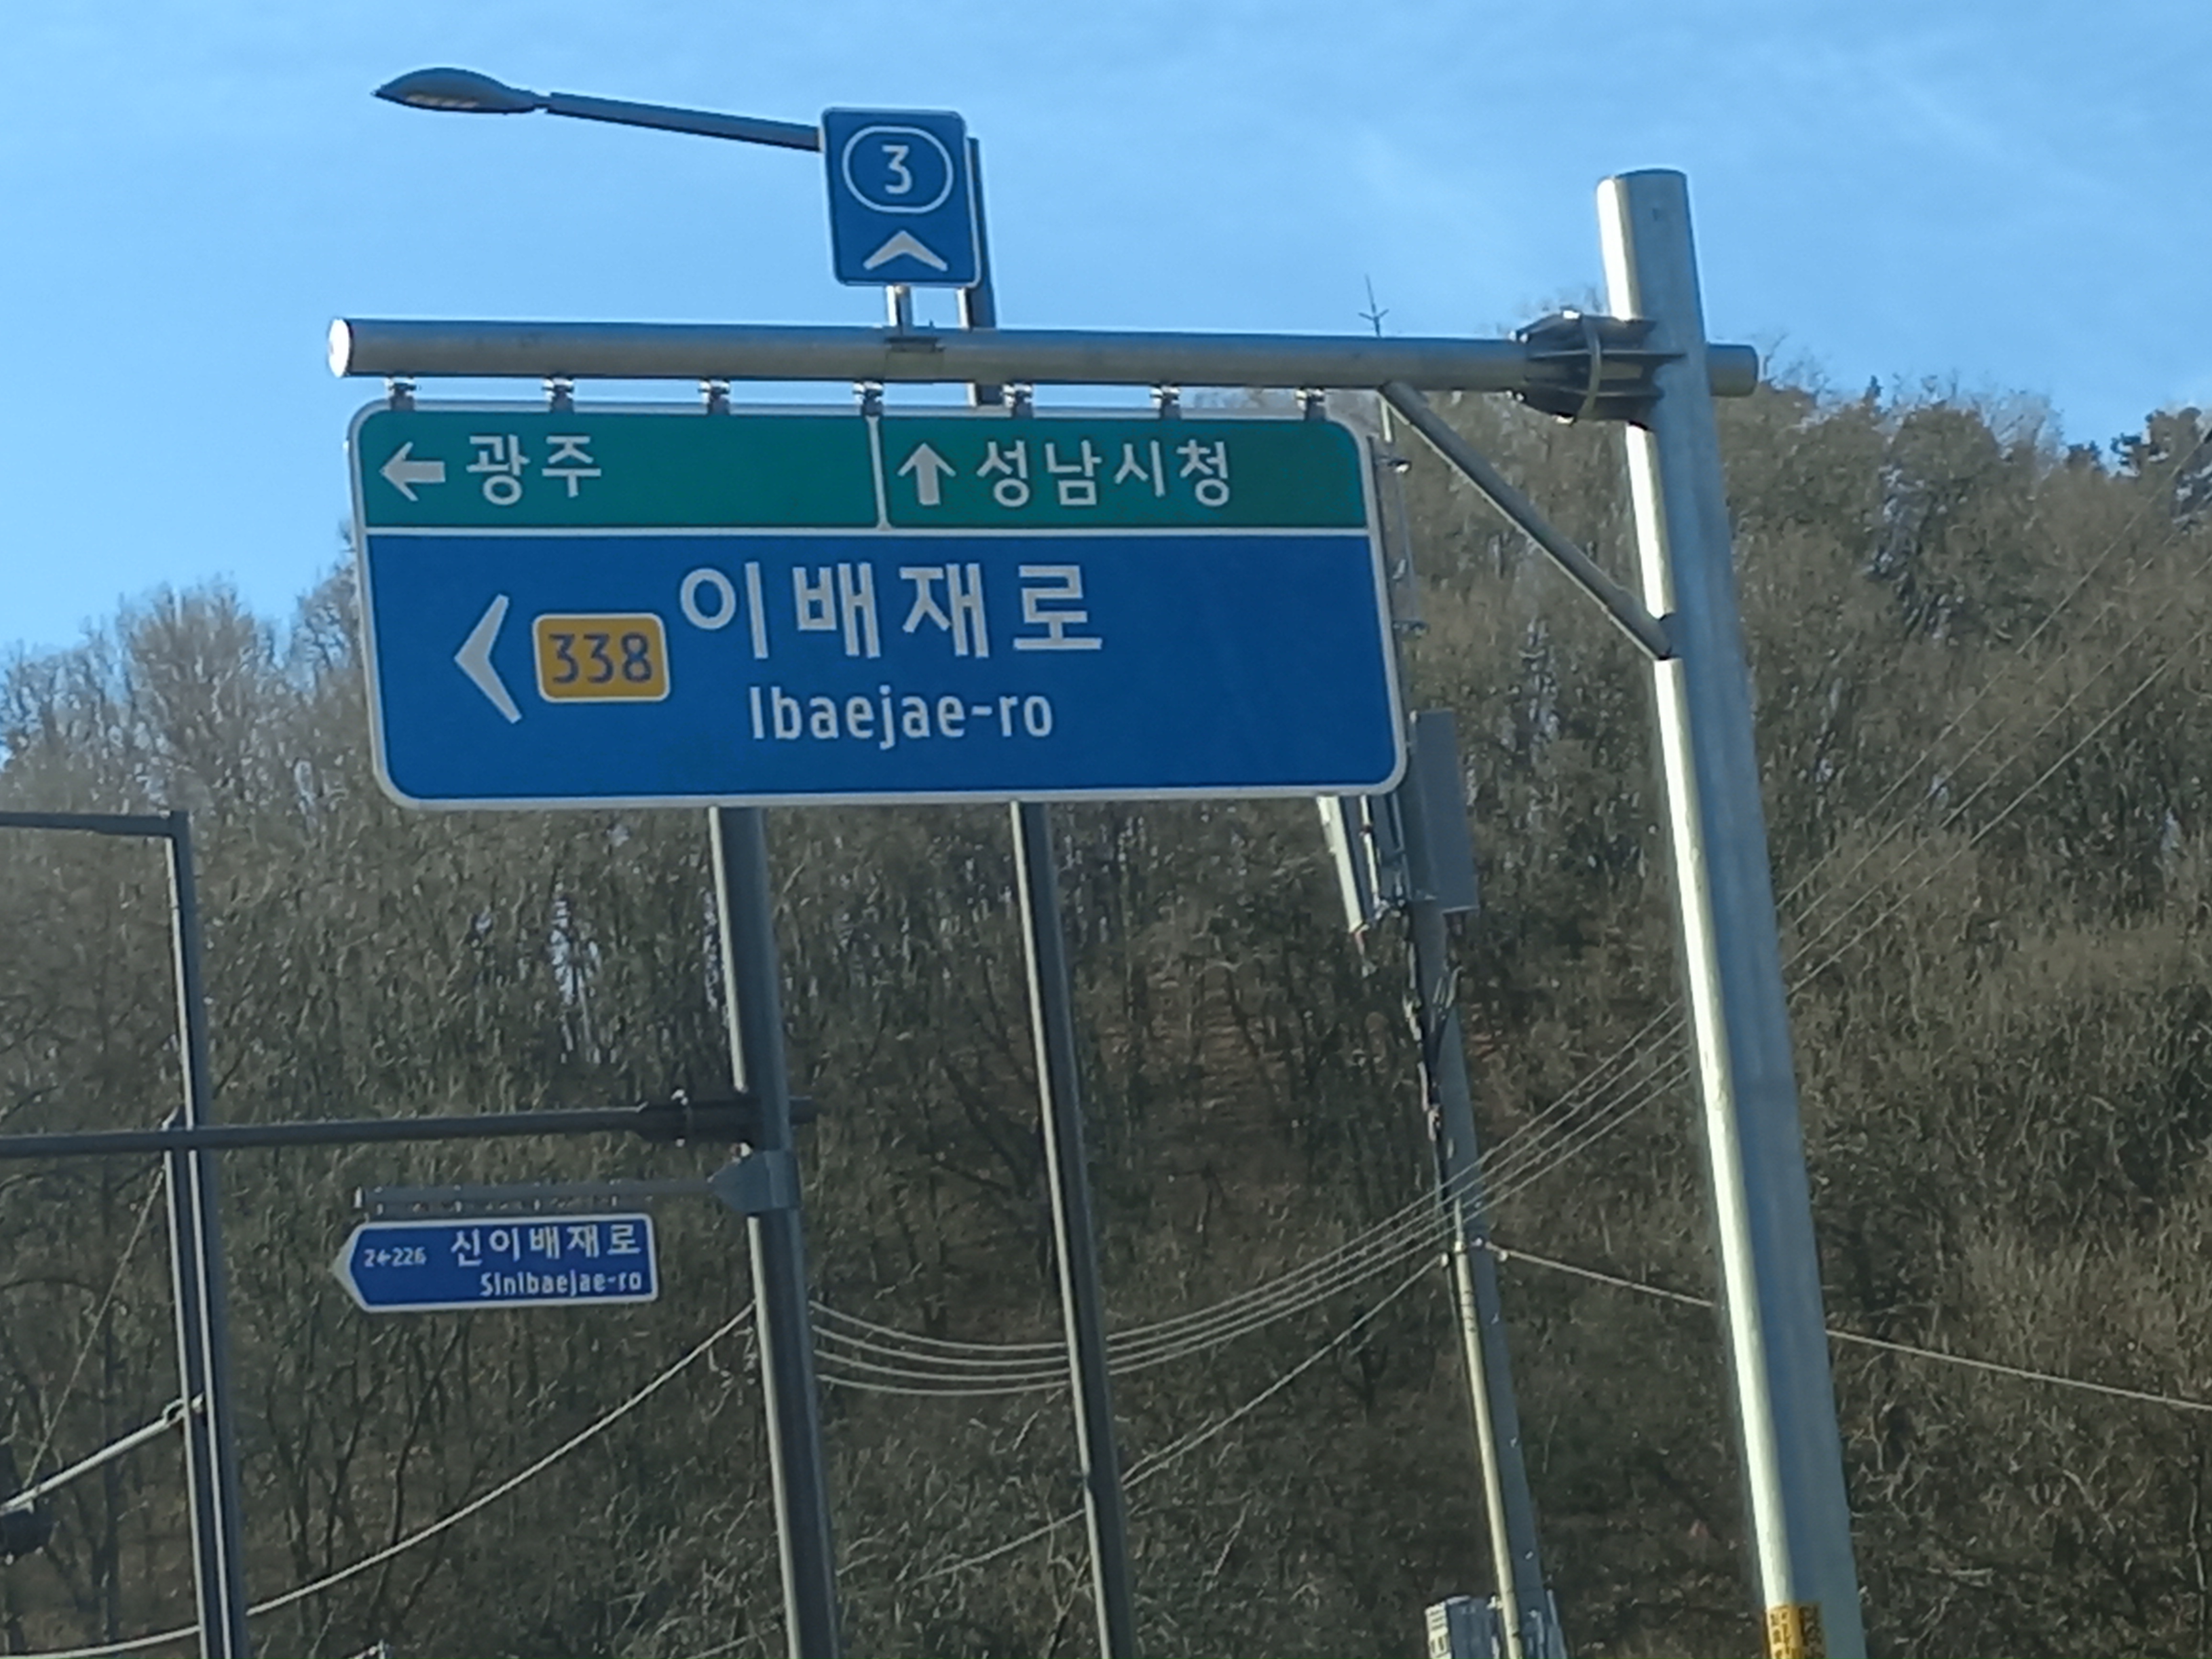 3
← 광주
↑ 성남시청
338 이배재로
Ibaejae-ro
24←226 신이배재로
Sinibaejae-ro